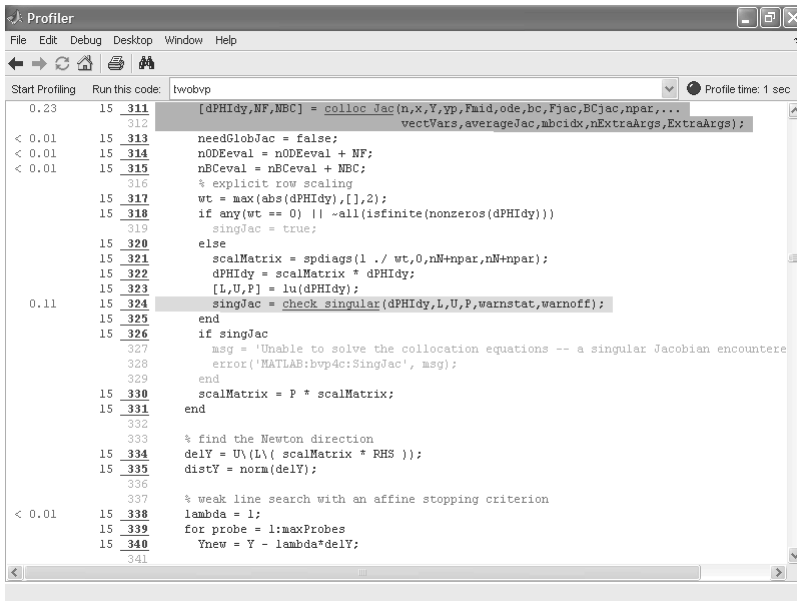 Profiler
File Edit Debug Desktop Window Help
Start Profiling Run this code: twobvp Profile time: 1 sec
0.23 15 311 [dPHIdy,NF,NBC] = colloc_Jac(n,x,Y,yp,Fmid,ode,bc,Fjac,BCjac,npar,...
312 vectVars,averageJac,mbcidx,nExtraArgs,ExtraArgs);
< 0.01 15 313 needGlobJac = false;
< 0.01 15 314 nODEeval = nODEeval + NF;
< 0.01 15 315 nBCeval = nBCeval + NBC;
316 % explicit row scaling
15 317 wt = max(abs(dPHIdy),[],2);
15 318 if any(wt == 0) || ~all(isfinite(nonzeros(dPHIdy)))
319 singJac = true;
15 320 else
15 321 scalMatrix = spdiags(1 ./ wt,0,nN+npar,nN+npar);
15 322 dPHIdy = scalMatrix * dPHIdy;
15 323 [L,U,P] = lu(dPHIdy);
0.11 15 324 singJac = check_singular(dPHIdy,L,U,P,warnstat,warnoff);
15 325 end
15 326 if singJac
327 msg = 'Unable to solve the collocation equations -- a singular Jacobian encountere
328 error('MATLAB:bvp4c:SingJac', msg);
329 end
15 330 scalMatrix = P * scalMatrix;
15 331 end
332
333 % find the Newton direction
15 334 delY = U\(L\( scalMatrix * RHS ));
15 335 distY = norm(delY);
336
337 % weak line search with an affine stopping criterion
< 0.01 15 338 lambda = 1;
15 339 for probe = 1:maxProbes
15 340 Ynew = Y - lambda*delY;
341